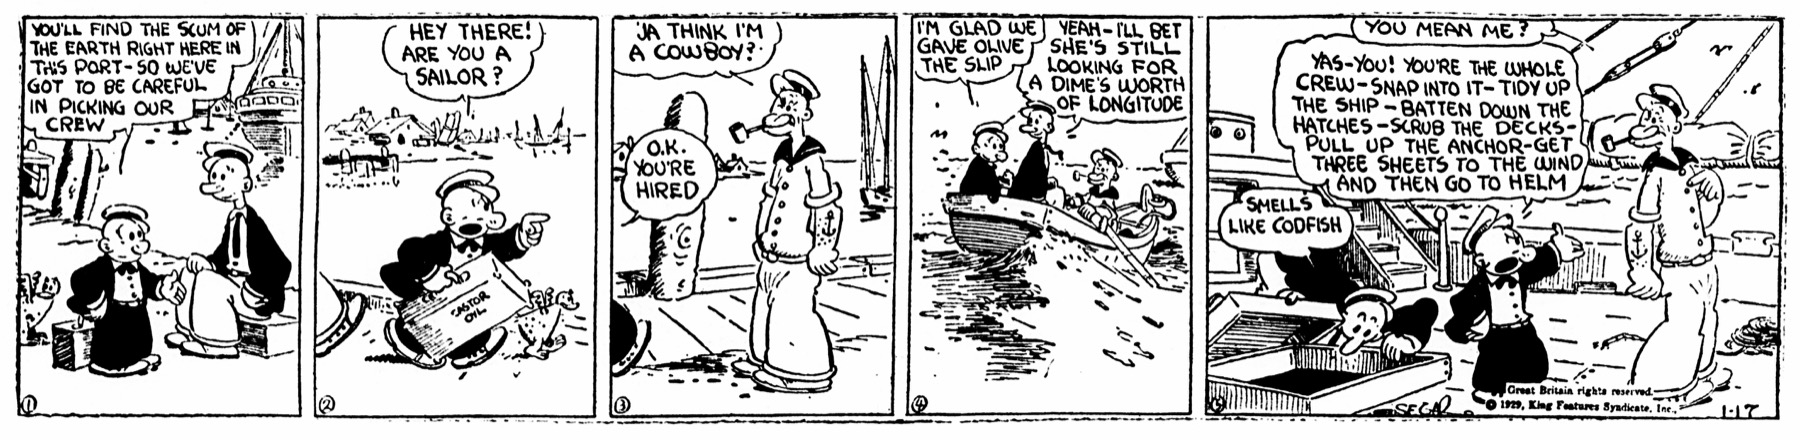 YOU'LL FIND THE SCUM OF
THE EARTH RIGHT HERE IN
THIS PORT-SO WE'VE
GOT TO BE CAREFUL
IN PICKING OUR
CREW
1
HEY THERE!
ARE YOU A
SAILOR?
CASTOR
OIL
2
'JA THINK I'M
A COWBOY?
O.K.
YOU'RE
HIRED
3
I'M GLAD WE
GAVE OLIVE
THE SLIP
YEAH-I'LL BET
SHE'S STILL
LOOKING FOR
A DIME'S WORTH
OF LONGITUDE
4
YOU MEAN ME?
YAS-YOU! YOU'RE THE WHOLE
CREW-SNAP INTO IT-TIDY UP
THE SHIP-BATTEN DOWN THE
HATCHES-SCRUB THE DECKS-
PULL UP THE ANCHOR-GET
THREE SHEETS TO THE WIND
AND THEN GO TO HELM
SMELLS
LIKE CODFISH
5
SEGAR
Great Britain rights reserved.
© 1929, King Features Syndicate, Inc.,
1-17